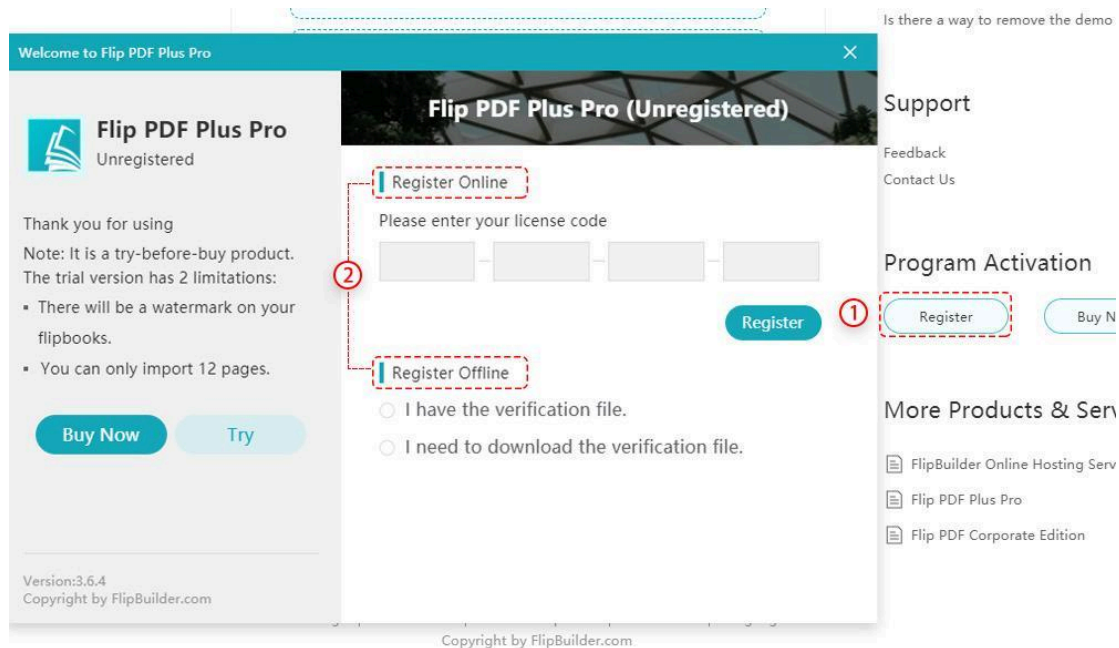 Is there a way to remove the demo
Welcome to Flip PDF Plus Pro
Flip PDF Plus Pro
Unregistered
Thank you for using
Note: It is a try-before-buy product.
The trial version has 2 limitations:
There will be a watermark on your
flipbooks.
You can only import 12 pages.
Buy Now
Try
Version:3.6.4
Copyright by FlipBuilder.com
Flip PDF Plus Pro (Unregistered)
Register Online
Please enter your license code
2
Register
Register Offline
I have the verification file.
I need to download the verification file.
Support
Feedback
Contact Us
Program Activation
1
Register
Buy N
More Products & Serv
FlipBuilder Online Hosting Serv
Flip PDF Plus Pro
Flip PDF Corporate Edition
Copyright by FlipBuilder.com